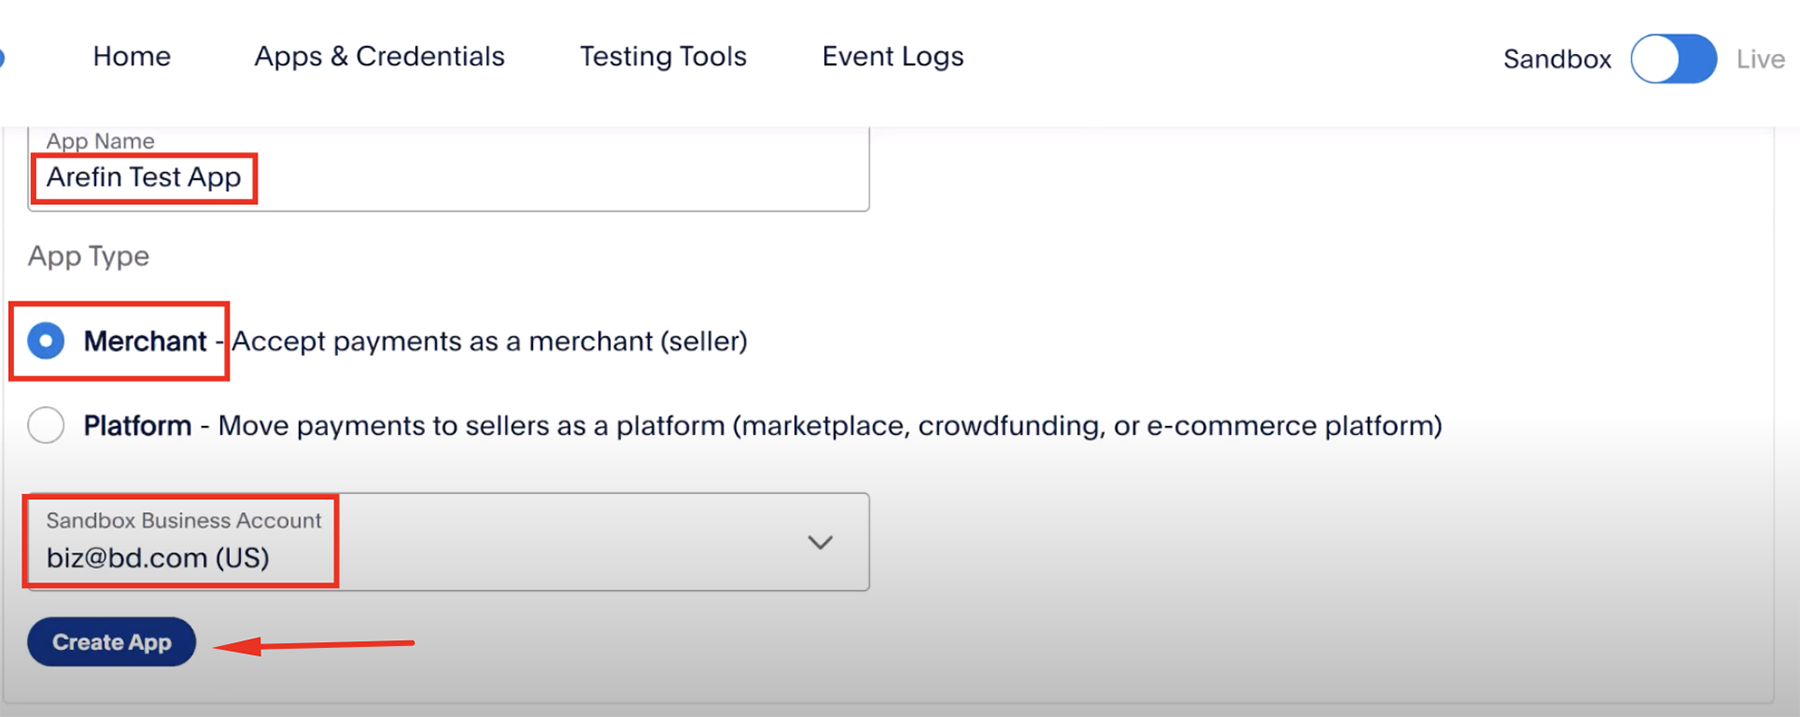 Home Apps & Credentials Testing Tools Event Logs Sandbox Live
App Name
Arefin Test App
App Type
Merchant - Accept payments as a merchant (seller)
Platform - Move payments to sellers as a platform (marketplace, crowdfunding, or e-commerce platform)
Sandbox Business Account
biz@bd.com (US)
Create App